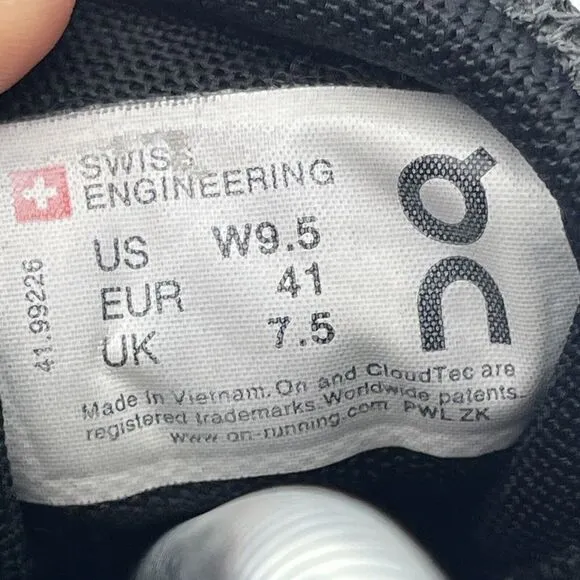 SWISS
ENGINEERING
US W9.5
EUR 41
UK 7.5
41.99226
Made in Vietnam. On and CloudTec are
registered trademarks. Worldwide patents.
www.on-running.com PWL ZK
On